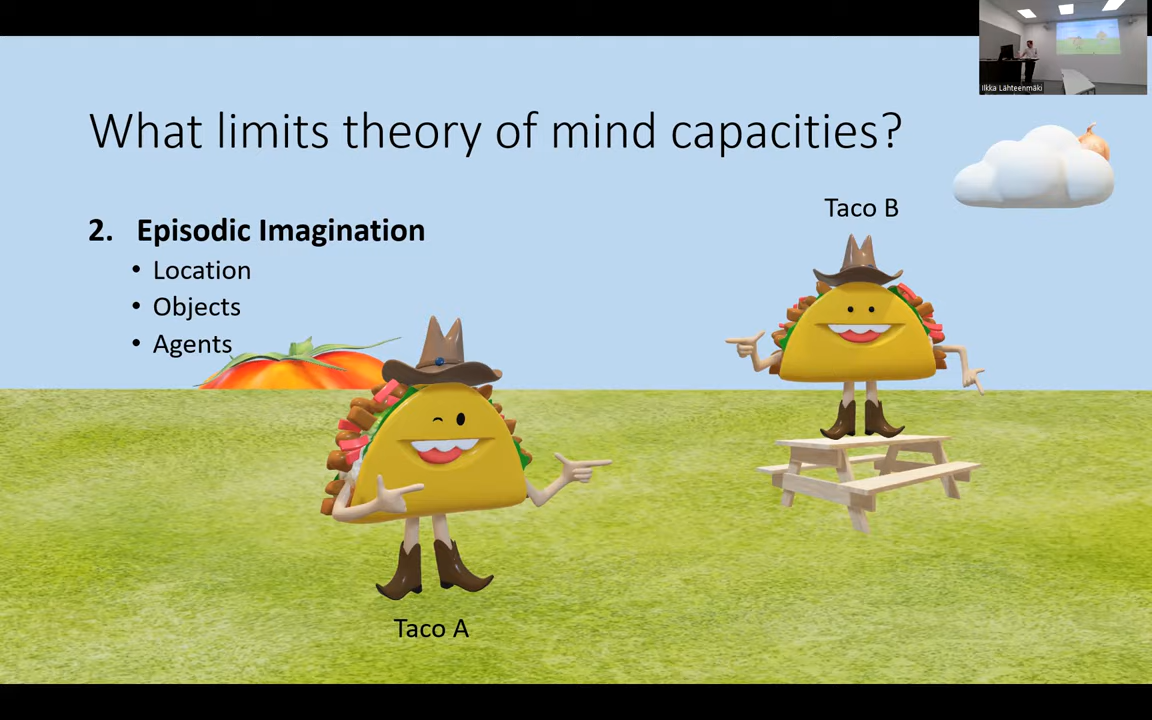 What limits theory of mind capacities?
2. Episodic Imagination
• Location
• Objects
• Agents
Taco B
Taco A
Ilkka Lähteenmäki